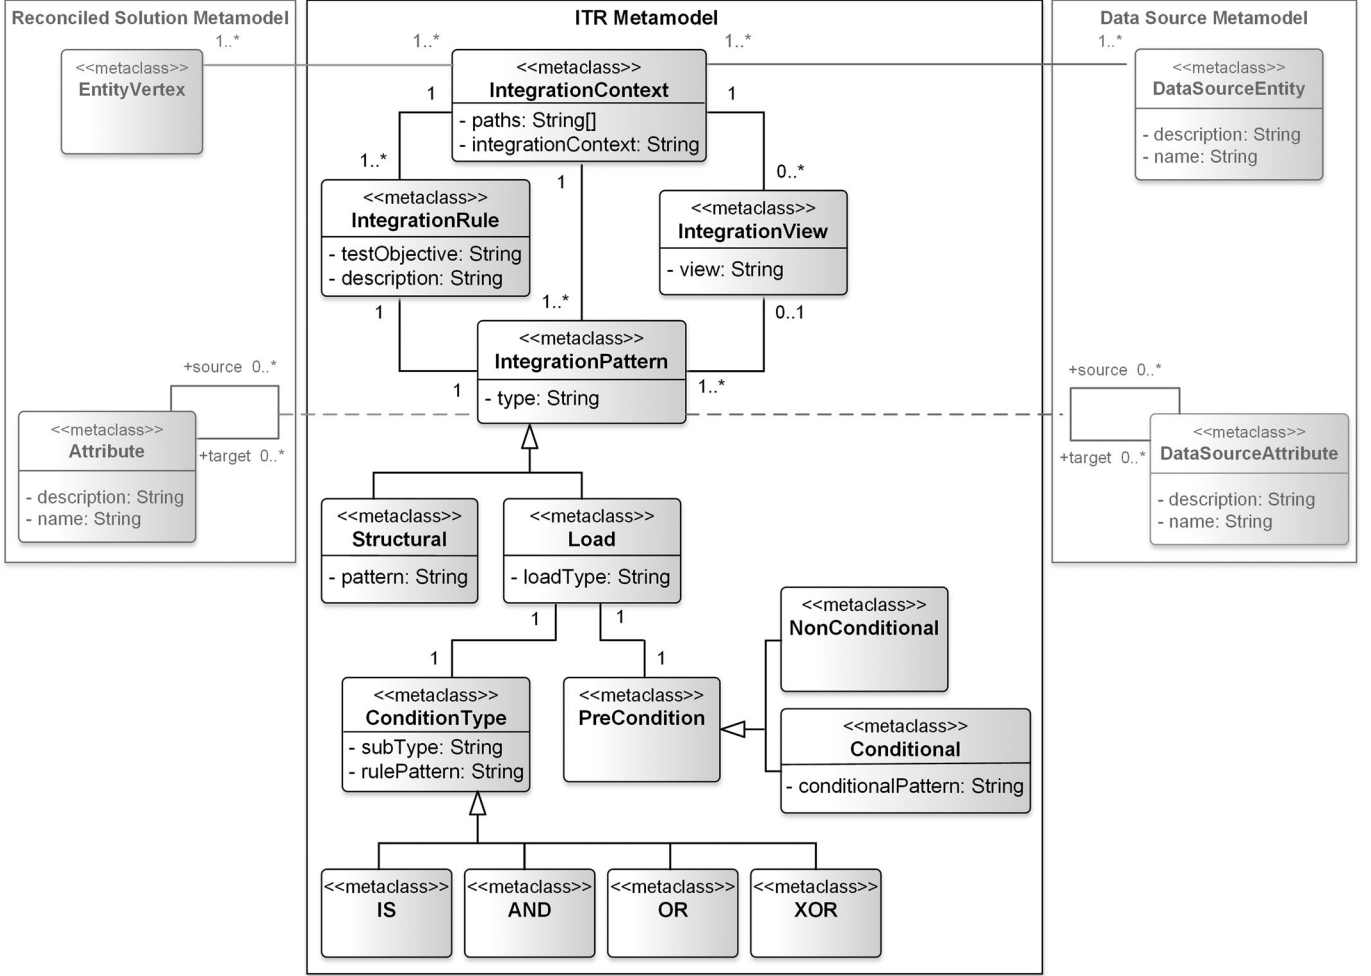 Reconciled Solution Metamodel
1..*
<<metaclass>>
EntityVertex
+source 0..*
<<metaclass>>
Attribute
- description: String
- name: String
+target 0..*
ITR Metamodel
1..*
1..*
<<metaclass>>
IntegrationContext
- paths: String[]
- integrationContext: String
1
1
1..*
1
0..*
<<metaclass>>
IntegrationRule
- testObjective: String
- description: String
<<metaclass>>
IntegrationView
- view: String
1
1..*
0..1
<<metaclass>>
IntegrationPattern
- type: String
1
1..*
<<metaclass>>
Structural
- pattern: String
<<metaclass>>
Load
- loadType: String
1
1
1
1
<<metaclass>>
NonConditional
<<metaclass>>
ConditionType
- subType: String
- rulePattern: String
<<metaclass>>
PreCondition
<<metaclass>>
Conditional
- conditionalPattern: String
<<metaclass>>
IS
<<metaclass>>
AND
<<metaclass>>
OR
<<metaclass>>
XOR
Data Source Metamodel
1..*
<<metaclass>>
DataSourceEntity
- description: String
- name: String
+source 0..*
<<metaclass>>
DataSourceAttribute
- description: String
- name: String
+target 0..*